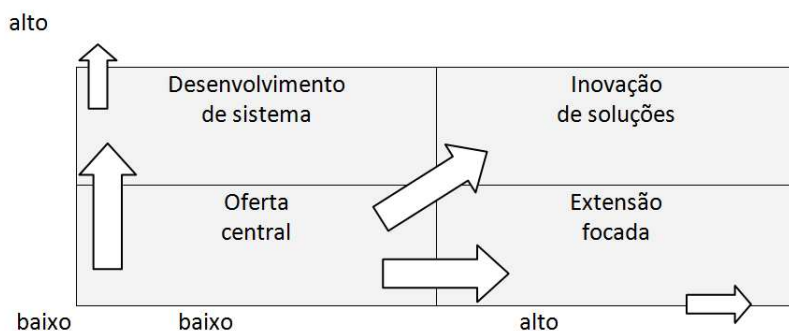 alto
Desenvolvimento
de sistema
Inovação
de soluções
Oferta
central
Extensão
focada
baixo baixo alto